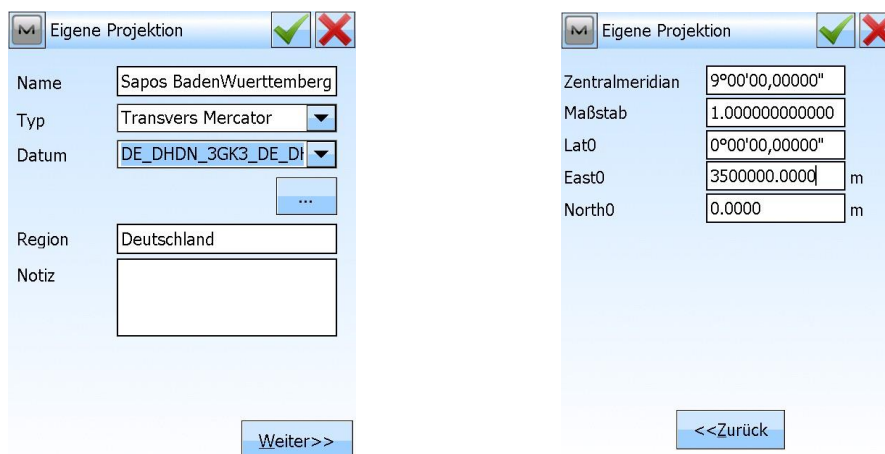 Eigene Projektion
Name Sapos BadenWuerttemberg
Typ Transvers Mercator
Datum DE_DHDN_3GK3_DE_DH
...
Region Deutschland
Notiz
Weiter>>
Eigene Projektion
Zentralmeridian 9°00'00,00000"
Maßstab 1.000000000000
Lat0 0°00'00,00000"
East0 3500000.0000 m
North0 0.0000 m
<<Zurück